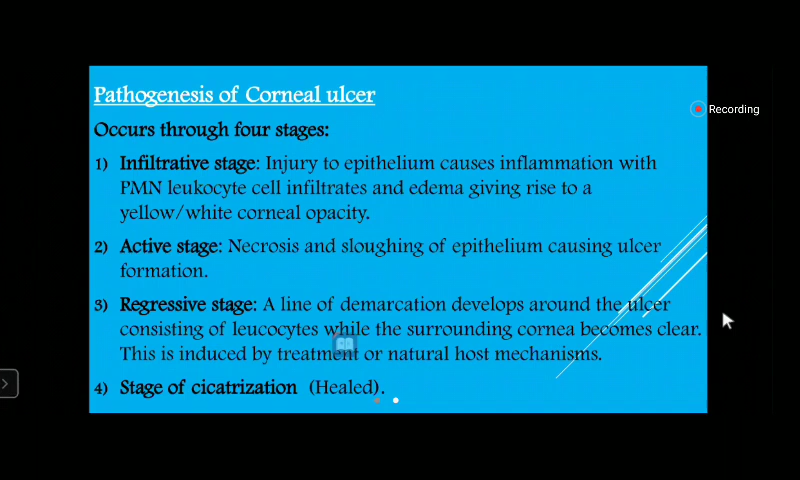 Pathogenesis of Corneal ulcer
Recording
Occurs through four stages:
1) Infiltrative stage: Injury to epithelium causes inflammation with
PMN leukocyte cell infiltrates and edema giving rise to a
yellow/white corneal opacity.
2) Active stage: Necrosis and sloughing of epithelium causing ulcer
formation.
3) Regressive stage: A line of demarcation develops around the ulcer
consisting of leucocytes while the surrounding cornea becomes clear.
This is induced by treatment or natural host mechanisms.
4) Stage of cicatrization (Healed).